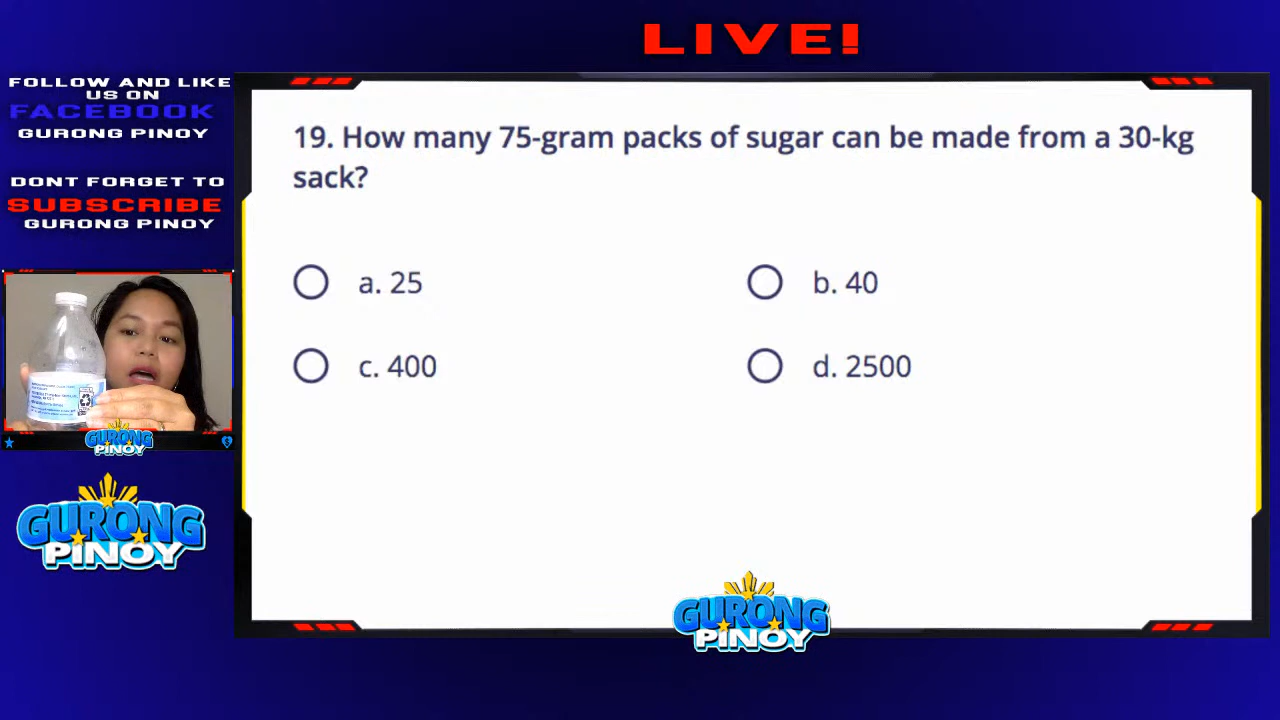 LIVE!
FOLLOW AND LIKE
US ON
FACEBOOK
GURONG PINOY
DONT FORGET TO
SUBSCRIBE
GURONG PINOY
19. How many 75-gram packs of sugar can be made from a 30-kg
sack?
a. 25
b. 40
c. 400
d. 2500
GURONG
PINOY
GURONG
PINOY
GURONG
PINOY